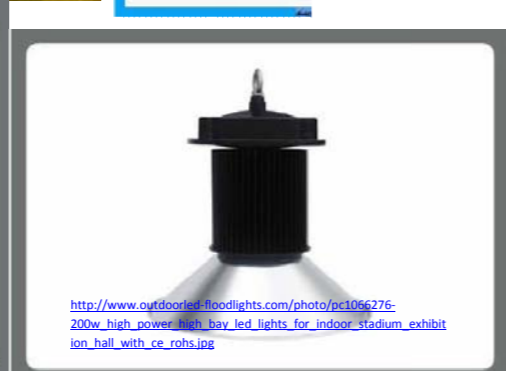 http://www.outdoorled-floodlights.com/photo/pc1066276-
200w_high_power_high_bay_led_lights_for_indoor_stadium_exhibit
ion_hall_with_ce_rohs.jpg